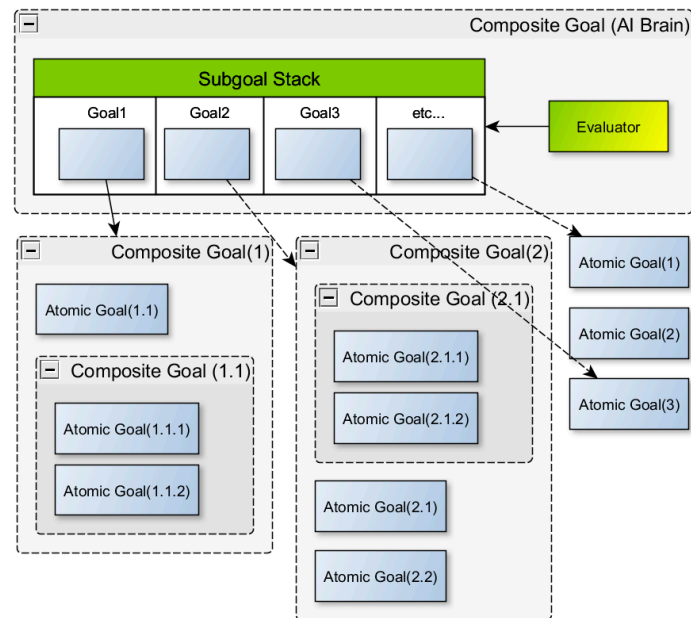 Composite Goal (AI Brain)
Subgoal Stack
Goal1
Goal2
Goal3
etc...
Evaluator
Composite Goal(1)
Atomic Goal(1.1)
Composite Goal (1.1)
Atomic Goal(1.1.1)
Atomic Goal(1.1.2)
Composite Goal(2)
Composite Goal (2.1)
Atomic Goal(2.1.1)
Atomic Goal(2.1.2)
Atomic Goal(2.1)
Atomic Goal(2.2)
Atomic Goal(1)
Atomic Goal(2)
Atomic Goal(3)